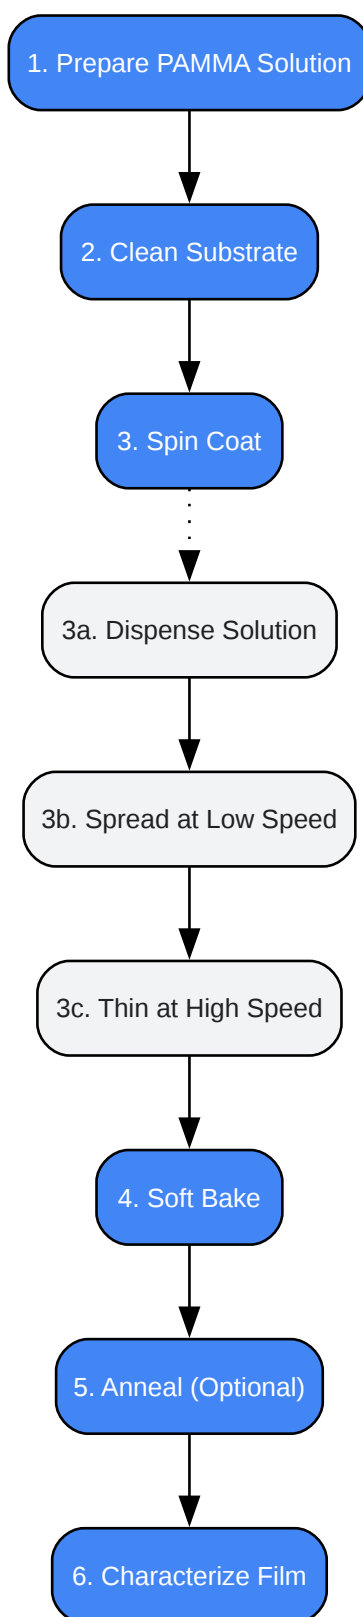 1. Prepare PAMMA Solution
2. Clean Substrate
3. Spin Coat
3a. Dispense Solution
3b. Spread at Low Speed
3c. Thin at High Speed
4. Soft Bake
5. Anneal (Optional)
6. Characterize Film